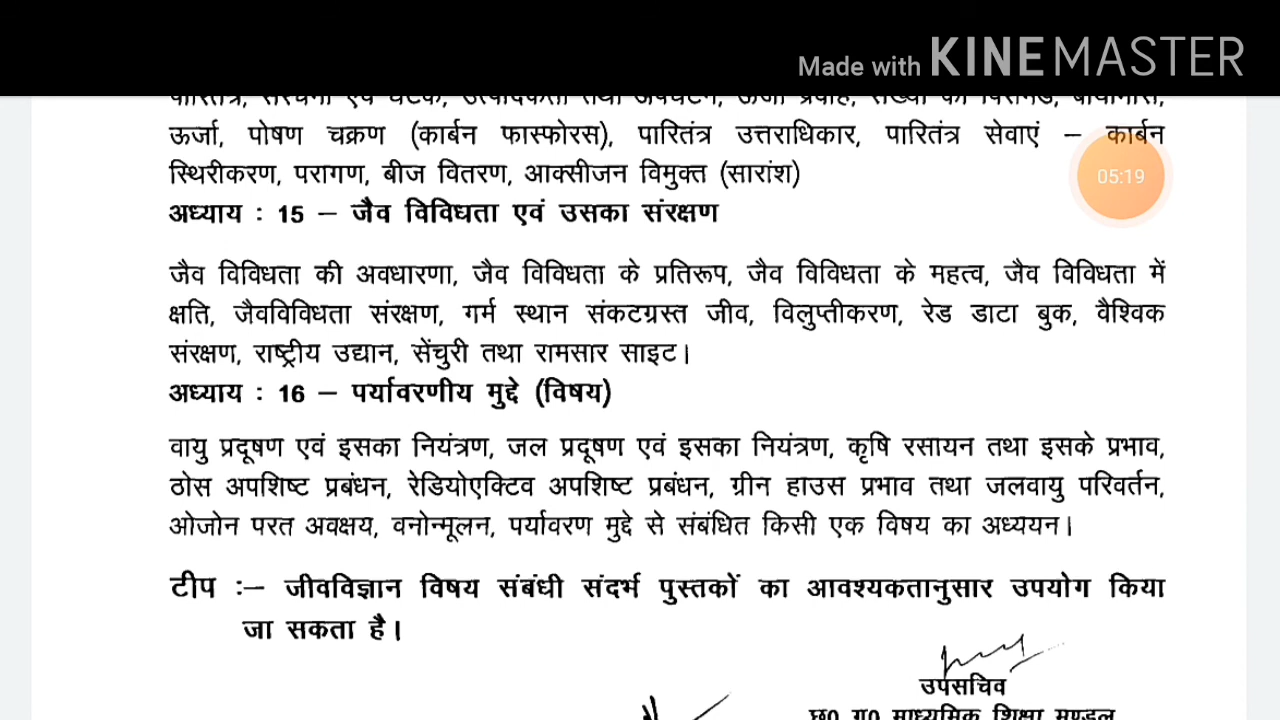 Made with KINEMASTER
ऊर्जा, पोषण चक्रण (कार्बन फास्फोरस), पारितंत्र उत्तराधिकार, पारितंत्र सेवाएं – कार्बन
स्थिरीकरण, परागण, बीज वितरण, आक्सीजन विमुक्त (सारांश)
05:19
अध्याय : 15 – जैव विविधता एवं उसका संरक्षण
जैव विविधता की अवधारणा, जैव विविधता के प्रतिरूप, जैव विविधता के महत्व, जैव विविधता में
क्षति, जैवविविधता संरक्षण, गर्म स्थान संकटग्रस्त जीव, विलुप्तीकरण, रेड डाटा बुक, वैश्विक
संरक्षण, राष्ट्रीय उद्यान, सेंचुरी तथा रामसार साइट।
अध्याय : 16 – पर्यावरणीय मुद्दे (विषय)
वायु प्रदूषण एवं इसका नियंत्रण, जल प्रदूषण एवं इसका नियंत्रण, कृषि रसायन तथा इसके प्रभाव,
ठोस अपशिष्ट प्रबंधन, रेडियोएक्टिव अपशिष्ट प्रबंधन, ग्रीन हाउस प्रभाव तथा जलवायु परिवर्तन,
ओजोन परत अवक्षय, वनोन्मूलन, पर्यावरण मुद्दे से संबंधित किसी एक विषय का अध्ययन।
टीप :– जीवविज्ञान विषय संबंधी संदर्भ पुस्तकों का आवश्यकतानुसार उपयोग किया
जा सकता है।
उपसचिव
छ0 ग0 माध्यमिक शिक्षा मण्डल